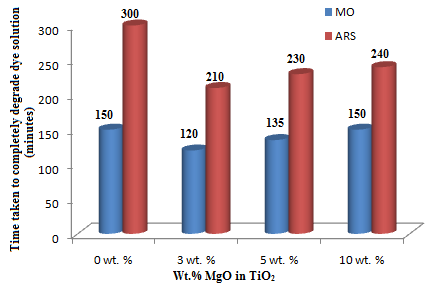 MO
ARS
Time taken to completely degrade dye solution
(minutes)
300
250
200
150
100
50
0
150
300
120
210
135
230
150
240
0 wt. %
3 wt. %
5 wt. %
10 wt. %
Wt.% MgO in TiO₂